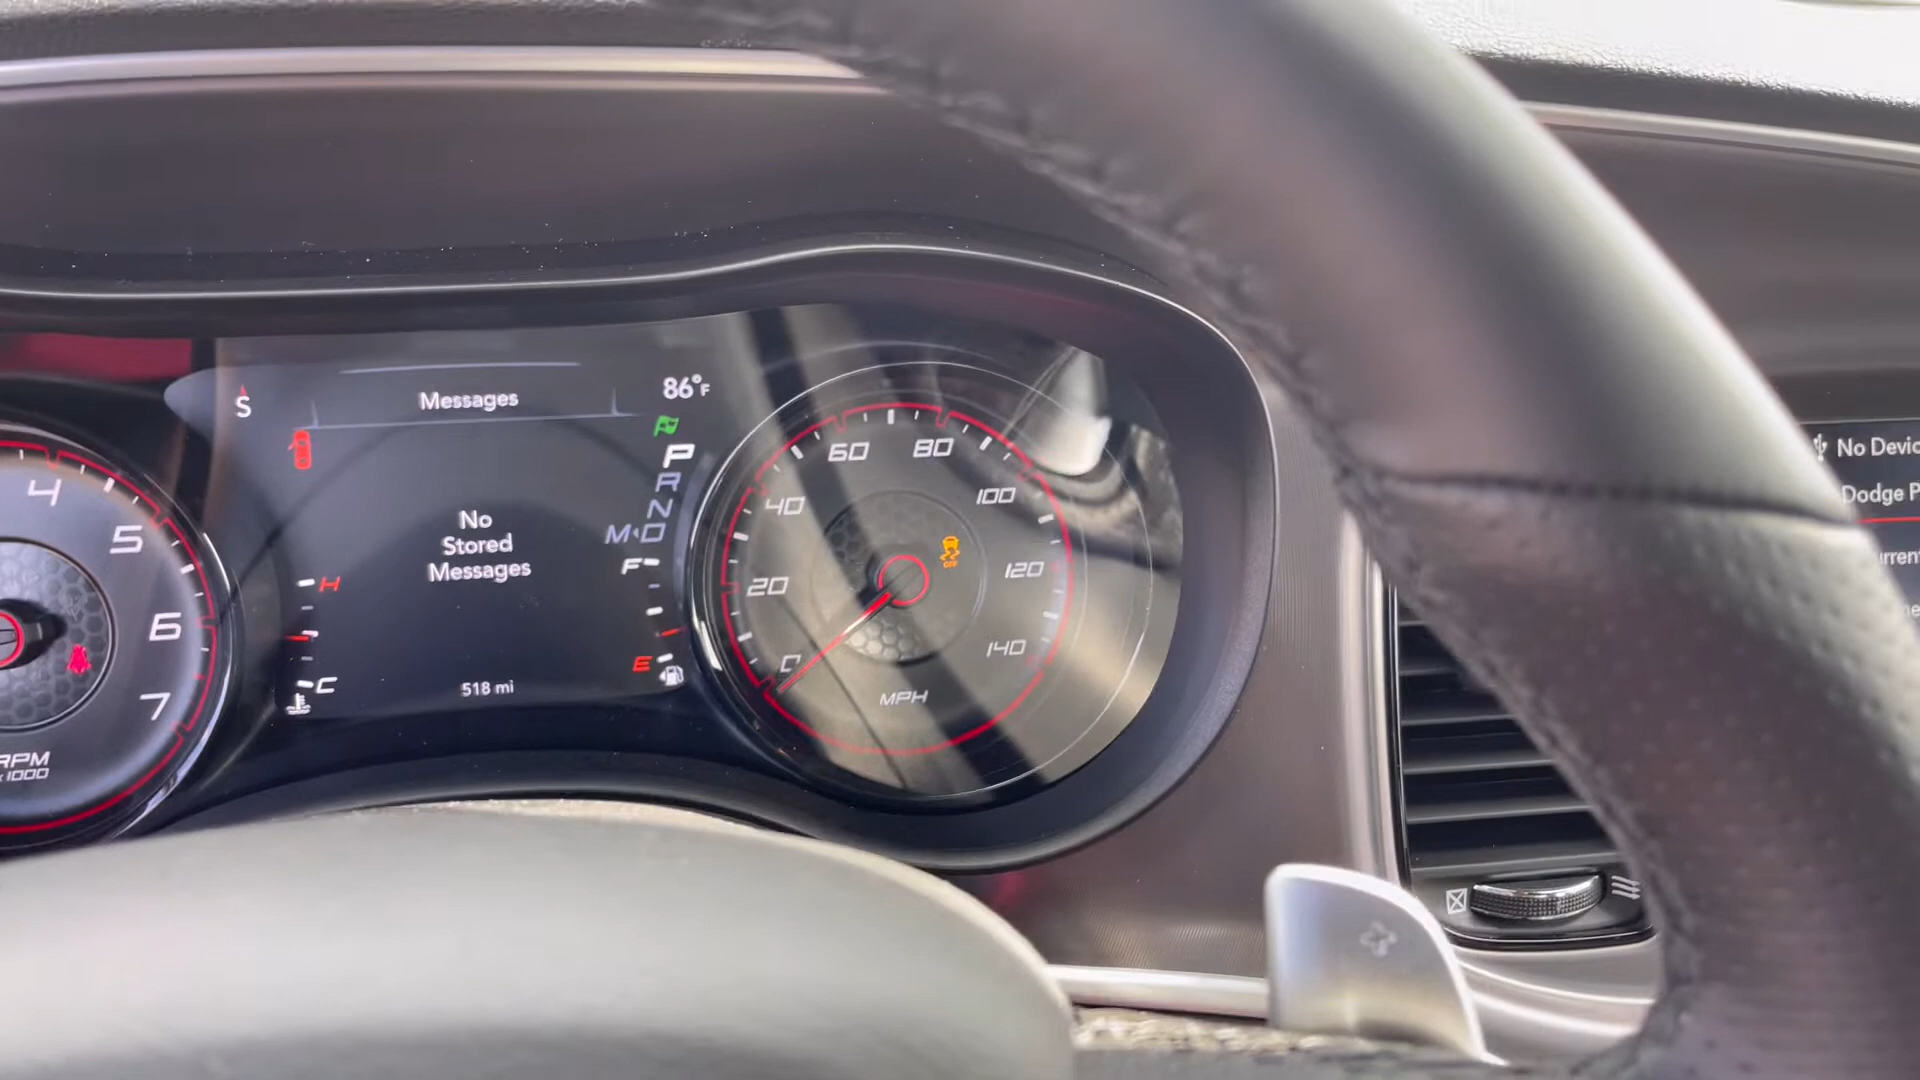 S
Messages
86°F
P
R
N
M◂D
No
Stored
Messages
H
C
F
E
518 mi
4
5
6
7
RPM
x1000
0
20
40
60
80
100
120
140
MPH
OFF
No Devic
Dodge P